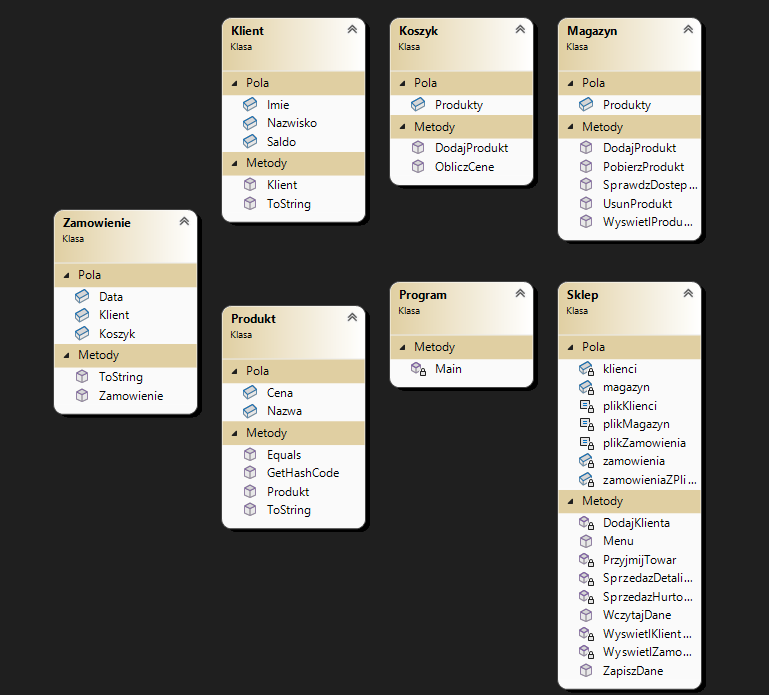 Klient
Klasa
Pola
Imie
Nazwisko
Saldo
Metody
Klient
ToString
Koszyk
Klasa
Pola
Produkty
Metody
DodajProdukt
ObliczCene
Magazyn
Klasa
Pola
Produkty
Metody
DodajProdukt
PobierzProdukt
SprawdzDostep...
UsunProdukt
WyswietlProdu...
Zamowienie
Klasa
Pola
Data
Klient
Koszyk
Metody
ToString
Zamowienie
Produkt
Klasa
Pola
Cena
Nazwa
Metody
Equals
GetHashCode
Produkt
ToString
Program
Klasa
Metody
Main
Sklep
Klasa
Pola
klienci
magazyn
plikKlienci
plikMagazyn
plikZamowienia
zamowienia
zamowieniaZPli...
Metody
DodajKlienta
Menu
PrzyjmijTowar
SprzedazDetali...
SprzedazHurto...
WczytajDane
WyswietlKlient...
WyswietlZamo...
ZapiszDane